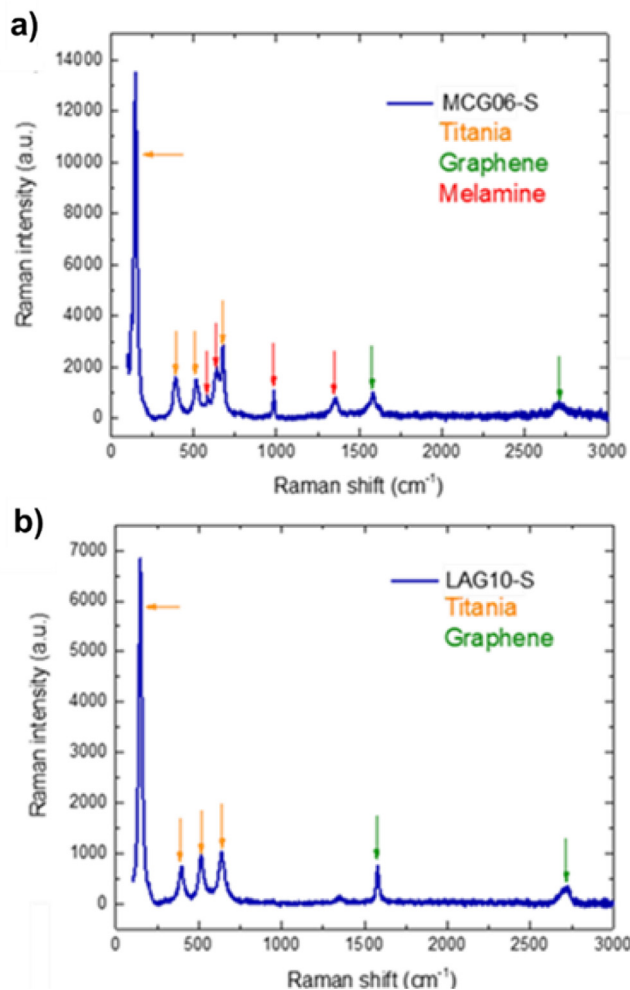 a)
14000
12000
10000
8000
6000
4000
2000
0
Raman intensity (a.u.)
MCG06-S
Titania
Graphene
Melamine
0 500 1000 1500 2000 2500 3000
Raman shift (cm⁻¹)
b)
7000
6000
5000
4000
3000
2000
1000
0
Raman intensity (a.u.)
LAG10-S
Titania
Graphene
0 500 1000 1500 2000 2500 3000
Raman shift (cm⁻¹)